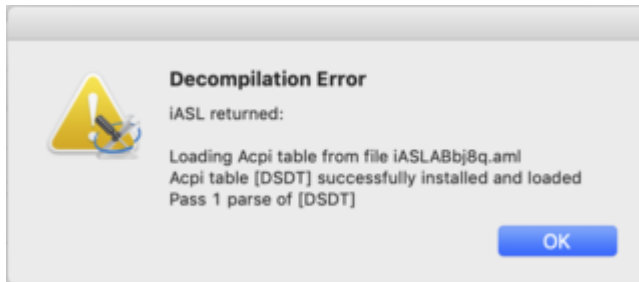 Decompilation Error
iASL returned:
Loading Acpi table from file iASLABbj8q.aml
Acpi table [DSDT] successfully installed and loaded
Pass 1 parse of [DSDT]
OK